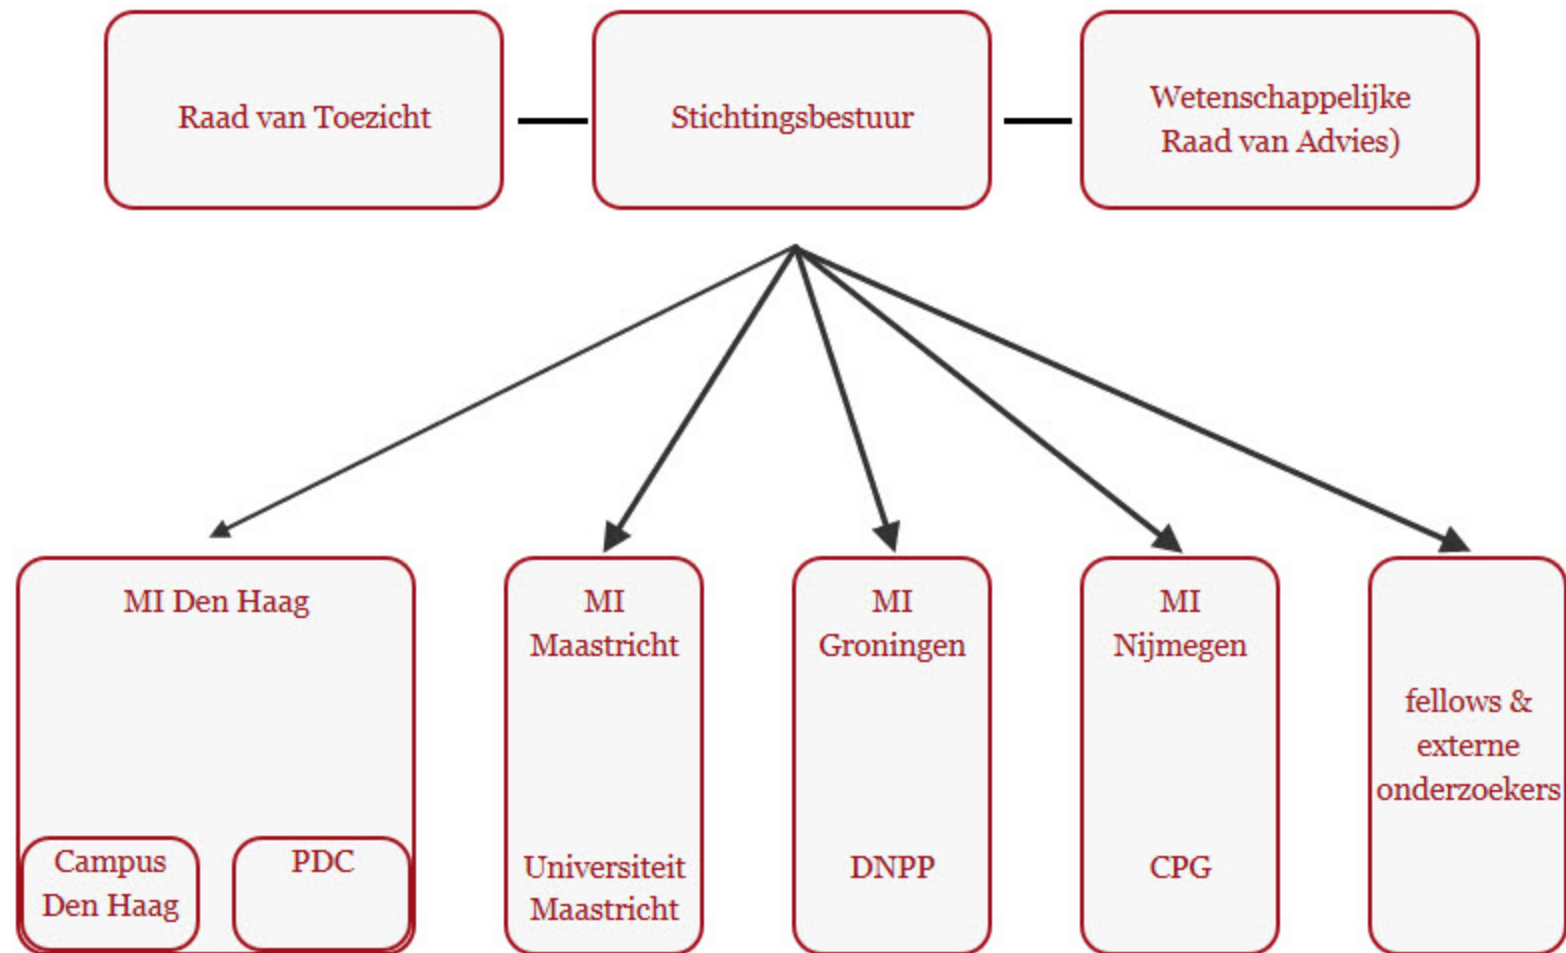 Raad van Toezicht
Stichtingsbestuur
Wetenschappelijke
Raad van Advies)
MI Den Haag
Campus
Den Haag
PDC
MI
Maastricht
Universiteit
Maastricht
MI
Groningen
DNPP
MI
Nijmegen
CPG
fellows &
externe
onderzoekers